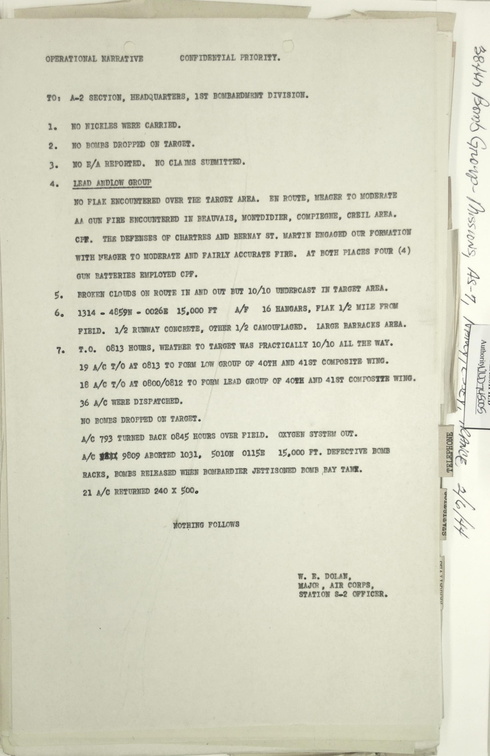 OPERATIONAL NARRATIVE CONFIDENTIAL PRIORITY.
TO: A-2 SECTION, HEADQUARTERS, 1ST BOMBARDMENT DIVISION.
1. NO NICKLES WERE CARRIED.
2. NO BOMBS DROPPED ON TARGET.
3. NO E/A REPORTED. NO CLAIMS SUBMITTED.
4. LEAD ANDLOW GROUP
NO FLAK ENCOUNTERED OVER THE TARGET AREA. EN ROUTE, MEAGER TO MODERATE
AA GUN FIRE ENCOUNTERED IN BEAUVAIS, MONTDIDIER, COMPIEGHE, CREIL AREA.
CPF. THE DEFENSES OF CHARTRES AND BERNAY ST. MARTIN ENGAGED OUR FORMATION
WITH MEAGER TO MODERATE AND FAIRLY ACCURATE FIRE. AT BOTH PLACES FOUR (4)
GUN BATTERIES EMPLOYED CPF.
5. BROKEN CLOUDS ON ROUTE IN AND OUT BUT 10/10 UNDERCAST IN TARGET AREA.
6. 1314 - 4859N - 0026E 15,000 FT A/F 16 HANGARS, FLAK 1/2 MILE FROM
FIELD. 1/2 RUNWAY CONCRETE, OTHER 1/2 CAMOUFLAGED. LARGE BARRACKS AREA.
7. T.O. 0813 HOURS, WEATHER TO TARGET WAS PRACTICALLY 10/10 ALL THE WAY.
19 A/C T/O AT 0813 TO FORM LOW GROUP OF 40TH AND 41ST COMPOSITE WING.
18 A/C T/O AT 0800/0812 TO FORM LEAD GROUP OF 40TH AND 41ST COMPOSTTE WING.
36 A/C WERE DISPATCHED.
NO BOMBS DROPPED ON TARGET.
A/C 793 TURNED BACK 0845 HOURS OVER FIELD. OXYGEN SYSTEM OUT.
A/C 9809 ABORTED 1031, 5010N 0115E 15,000 FT. DEFECTIVE BOMB
RACKS, BOMBS RELEASED WHEN BOMBARDIER JETTISONED BOMB BAY TANK.
21 A/C RETURNED 240 X 500.
NOTHING FOLLOWS
W. E. DOLAN,
MAJOR, AIR CORPS,
STATION S-2 OFFICER.
384th Bomb Group - Missions, FRANCE 2/6/44
Authority NND 745005
TELEPHONE